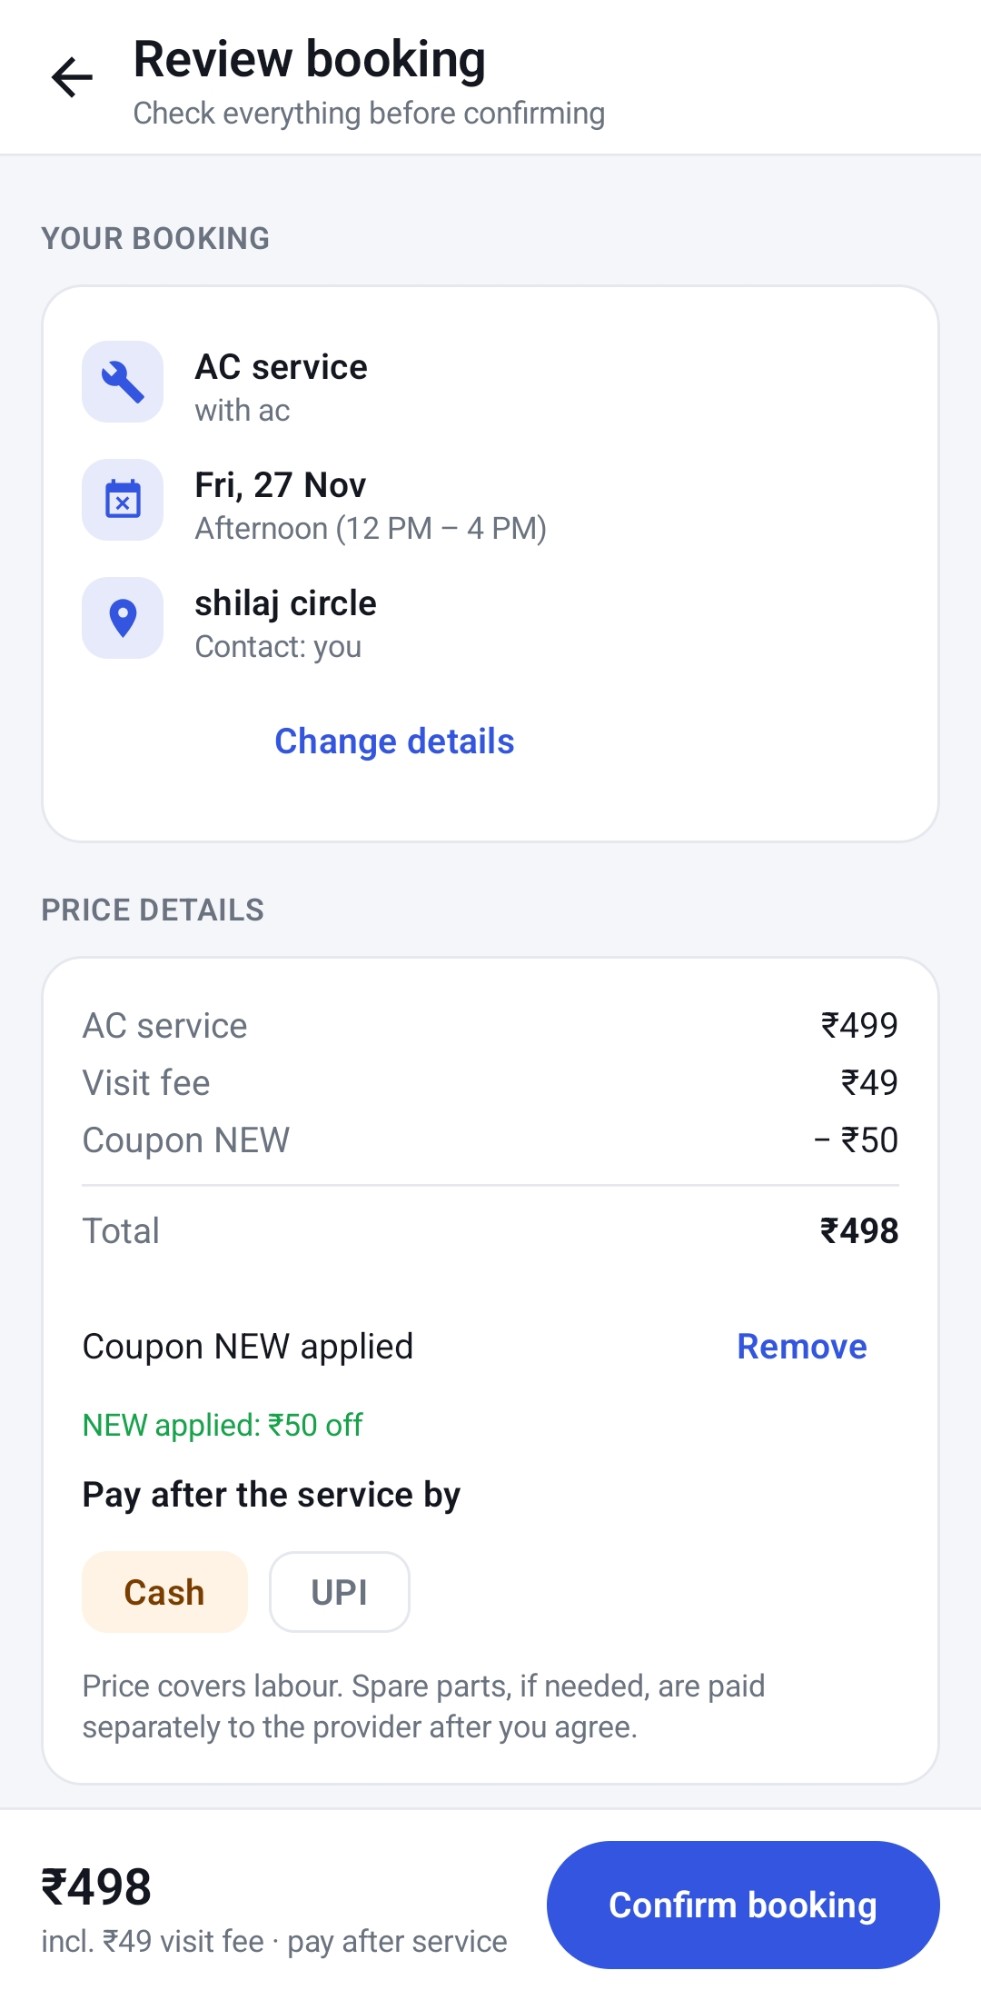 Review booking
Check everything before confirming
YOUR BOOKING
AC service
with ac
Fri, 27 Nov
Afternoon (12 PM – 4 PM)
shilaj circle
Contact: you
Change details
PRICE DETAILS
AC service ₹499
Visit fee ₹49
Coupon NEW – ₹50
Total ₹498
Coupon NEW applied Remove
NEW applied: ₹50 off
Pay after the service by
Cash UPI
Price covers labour. Spare parts, if needed, are paid
separately to the provider after you agree.
₹498
incl. ₹49 visit fee · pay after service
Confirm booking